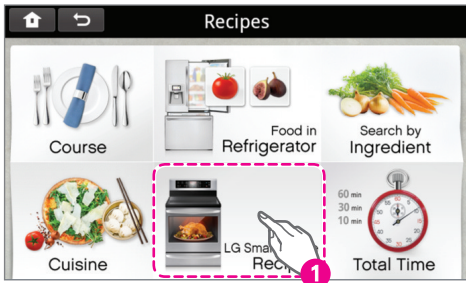 Recipes
Course
Food in
Refrigerator
Search by
Ingredient
Cuisine
LG Smar
Recip
1
60 min
30 min
10 min
Total Time